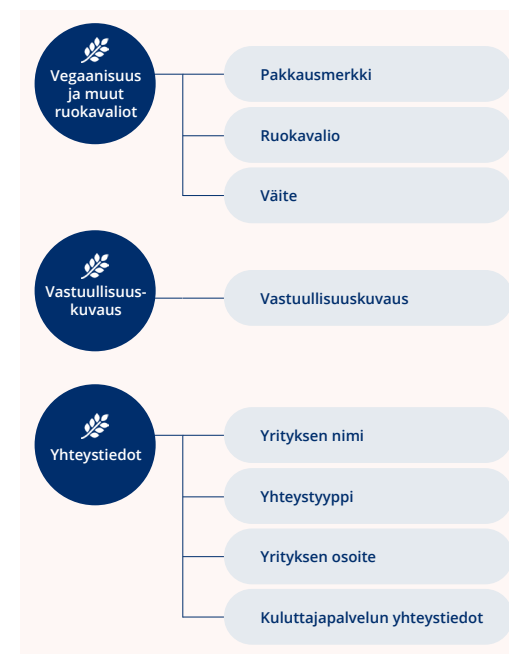 Vegaanisuus
ja muut
ruokavaliot
Pakkausmerkki
Ruokavalio
Väite
Vastuullisuus-
kuvaus
Vastuullisuuskuvaus
Yhteystiedot
Yrityksen nimi
Yhteystyyppi
Yrityksen osoite
Kuluttajapalvelun yhteystiedot